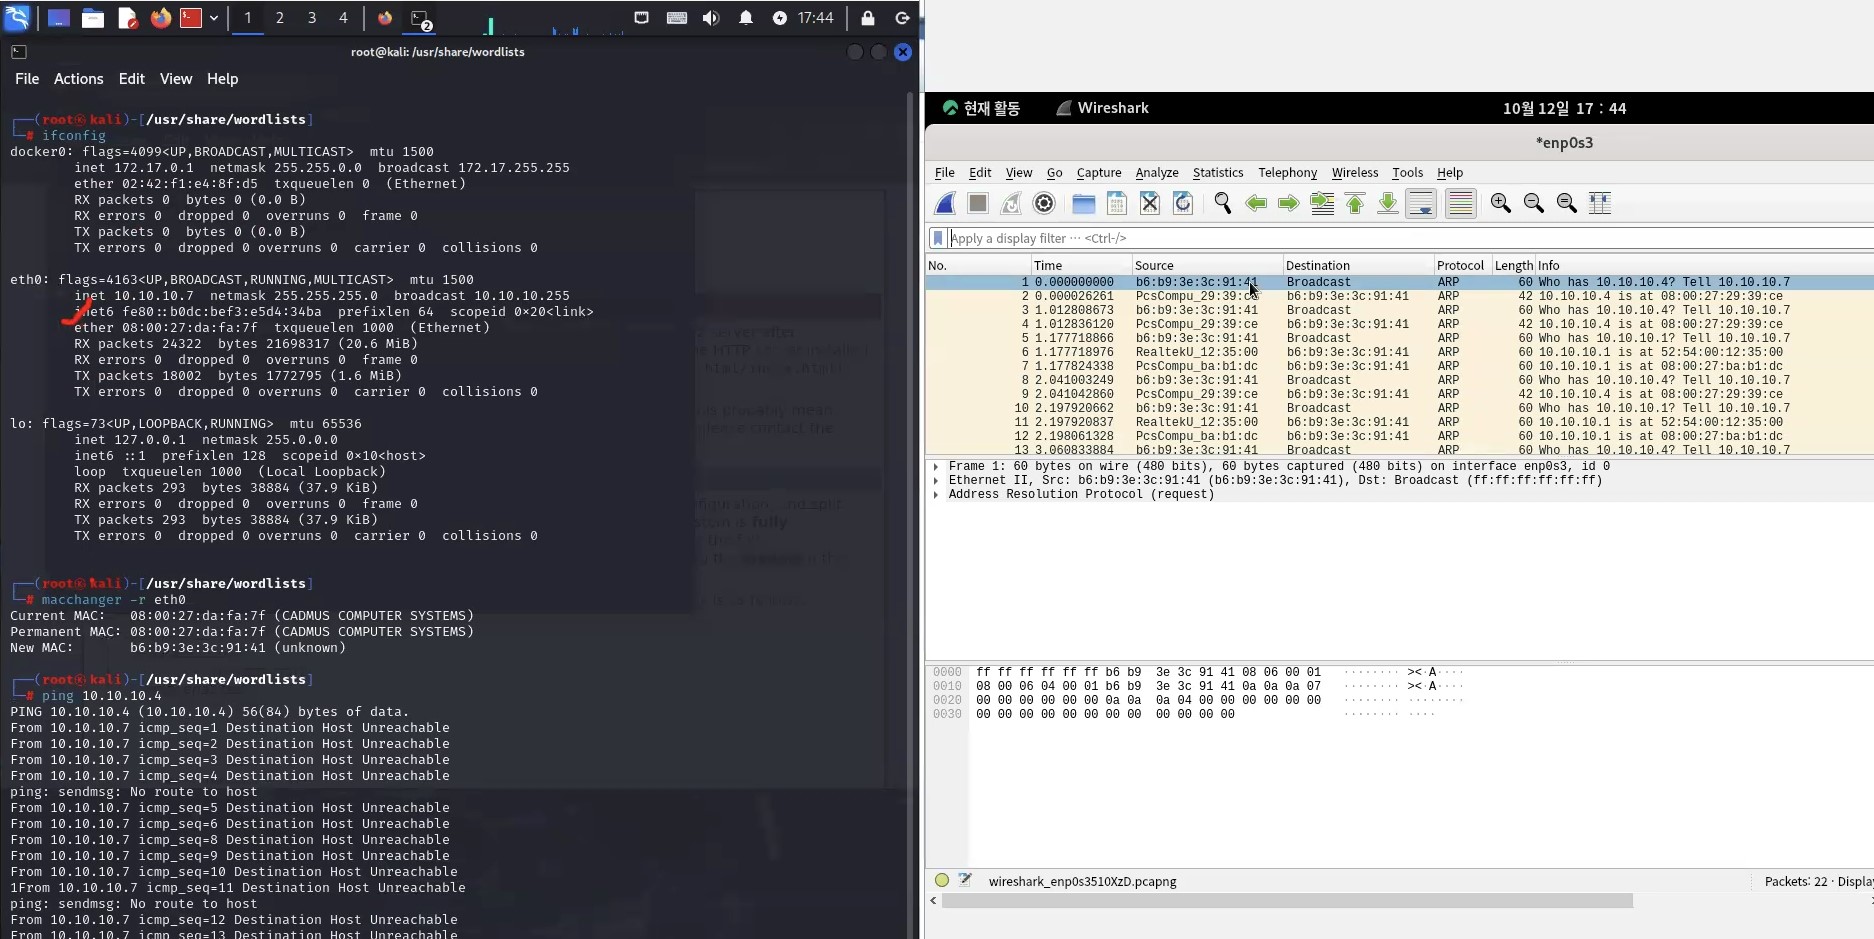 1 2 3 4 2 17:44
root@kali: /usr/share/wordlists
File Actions Edit View Help
┌──(root㉿kali)-[/usr/share/wordlists]
└─# ifconfig
docker0: flags=4099<UP,BROADCAST,MULTICAST>  mtu 1500
inet 172.17.0.1  netmask 255.255.0.0  broadcast 172.17.255.255
ether 02:42:f1:e4:8f:d5  txqueuelen 0  (Ethernet)
RX packets 0  bytes 0 (0.0 B)
RX errors 0  dropped 0  overruns 0  frame 0
TX packets 0  bytes 0 (0.0 B)
TX errors 0  dropped 0 overruns 0  carrier 0  collisions 0
eth0: flags=4163<UP,BROADCAST,RUNNING,MULTICAST>  mtu 1500
inet 10.10.10.7  netmask 255.255.255.0  broadcast 10.10.10.255
inet6 fe80::b0dc:bef3:e5d4:34ba  prefixlen 64  scopeid 0×20<link>
ether 08:00:27:da:fa:7f  txqueuelen 1000  (Ethernet)
RX packets 24322  bytes 21698317 (20.6 MiB)
RX errors 0  dropped 0  overruns 0  frame 0
TX packets 18002  bytes 1772795 (1.6 MiB)
TX errors 0  dropped 0 overruns 0  carrier 0  collisions 0
lo: flags=73<UP,LOOPBACK,RUNNING>  mtu 65536
inet 127.0.0.1  netmask 255.0.0.0
inet6 ::1  prefixlen 128  scopeid 0×10<host>
loop  txqueuelen 1000  (Local Loopback)
RX packets 293  bytes 38884 (37.9 KiB)
RX errors 0  dropped 0  overruns 0  frame 0
TX packets 293  bytes 38884 (37.9 KiB)
TX errors 0  dropped 0 overruns 0  carrier 0  collisions 0
┌──(root㉿kali)-[/usr/share/wordlists]
└─# macchanger -r eth0
Current MAC:   08:00:27:da:fa:7f (CADMUS COMPUTER SYSTEMS)
Permanent MAC: 08:00:27:da:fa:7f (CADMUS COMPUTER SYSTEMS)
New MAC:       b6:b9:3e:3c:91:41 (unknown)
┌──(root㉿kali)-[/usr/share/wordlists]
└─# ping 10.10.10.4
PING 10.10.10.4 (10.10.10.4) 56(84) bytes of data.
From 10.10.10.7 icmp_seq=1 Destination Host Unreachable
From 10.10.10.7 icmp_seq=2 Destination Host Unreachable
From 10.10.10.7 icmp_seq=3 Destination Host Unreachable
From 10.10.10.7 icmp_seq=4 Destination Host Unreachable
ping: sendmsg: No route to host
From 10.10.10.7 icmp_seq=5 Destination Host Unreachable
From 10.10.10.7 icmp_seq=6 Destination Host Unreachable
From 10.10.10.7 icmp_seq=8 Destination Host Unreachable
From 10.10.10.7 icmp_seq=9 Destination Host Unreachable
From 10.10.10.7 icmp_seq=10 Destination Host Unreachable
1From 10.10.10.7 icmp_seq=11 Destination Host Unreachable
ping: sendmsg: No route to host
From 10.10.10.7 icmp_seq=12 Destination Host Unreachable
From 10.10.10.7 icmp_seq=13 Destination Host Unreachable
현재 활동 Wireshark 10월 12일 17 : 44
*enp0s3
File Edit View Go Capture Analyze Statistics Telephony Wireless Tools Help
Apply a display filter ··· <Ctrl-/>
No. Time Source Destination Protocol Length Info
1 0.000000000 b6:b9:3e:3c:91:41 Broadcast ARP 60 Who has 10.10.10.4? Tell 10.10.10.7
2 0.000026261 PcsCompu_29:39:ce b6:b9:3e:3c:91:41 ARP 42 10.10.10.4 is at 08:00:27:29:39:ce
3 1.012808673 b6:b9:3e:3c:91:41 Broadcast ARP 60 Who has 10.10.10.4? Tell 10.10.10.7
4 1.012836120 PcsCompu_29:39:ce b6:b9:3e:3c:91:41 ARP 42 10.10.10.4 is at 08:00:27:29:39:ce
5 1.177718866 b6:b9:3e:3c:91:41 Broadcast ARP 60 Who has 10.10.10.1? Tell 10.10.10.7
6 1.177718976 RealtekU_12:35:00 b6:b9:3e:3c:91:41 ARP 60 10.10.10.1 is at 52:54:00:12:35:00
7 1.177824338 PcsCompu_ba:b1:dc b6:b9:3e:3c:91:41 ARP 60 10.10.10.1 is at 08:00:27:ba:b1:dc
8 2.041003249 b6:b9:3e:3c:91:41 Broadcast ARP 60 Who has 10.10.10.4? Tell 10.10.10.7
9 2.041042860 PcsCompu_29:39:ce b6:b9:3e:3c:91:41 ARP 42 10.10.10.4 is at 08:00:27:29:39:ce
10 2.197920662 b6:b9:3e:3c:91:41 Broadcast ARP 60 Who has 10.10.10.1? Tell 10.10.10.7
11 2.197920837 RealtekU_12:35:00 b6:b9:3e:3c:91:41 ARP 60 10.10.10.1 is at 52:54:00:12:35:00
12 2.198061328 PcsCompu_ba:b1:dc b6:b9:3e:3c:91:41 ARP 60 10.10.10.1 is at 08:00:27:ba:b1:dc
13 3.060833884 b6:b9:3e:3c:91:41 Broadcast ARP 60 Who has 10.10.10.4? Tell 10.10.10.7
Frame 1: 60 bytes on wire (480 bits), 60 bytes captured (480 bits) on interface enp0s3, id 0
Ethernet II, Src: b6:b9:3e:3c:91:41 (b6:b9:3e:3c:91:41), Dst: Broadcast (ff:ff:ff:ff:ff:ff)
Address Resolution Protocol (request)
0000 ff ff ff ff ff ff b6 b9 3e 3c 91 41 08 06 00 01 ········ ><·A····
0010 08 00 06 04 00 01 b6 b9 3e 3c 91 41 0a 0a 0a 07 ········ ><·A····
0020 00 00 00 00 00 00 0a 0a 0a 04 00 00 00 00 00 00 ········ ········
0030 00 00 00 00 00 00 00 00 00 00 00 00 ········ ····
wireshark_enp0s3510XzD.pcapng Packets: 22 · Display